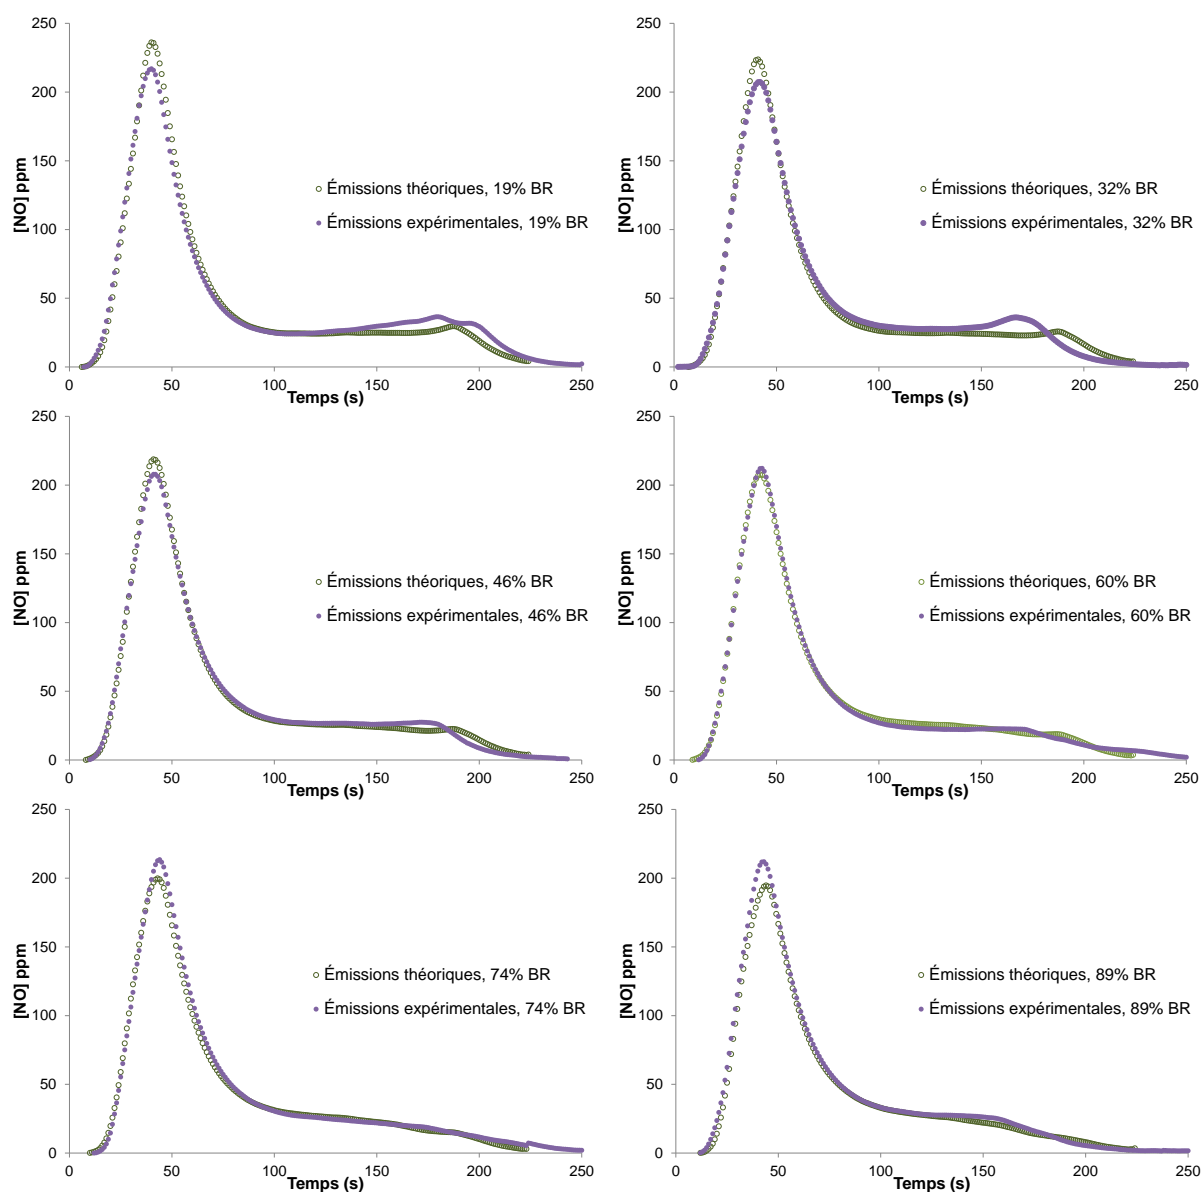 250
200
150
100
50
0
[NO] ppm
0 50 100 150 200 250
Temps (s)
Émissions théoriques, 19% BR
Émissions expérimentales, 19% BR
250
200
150
100
50
0
[NO] ppm
0 50 100 150 200 250
Temps (s)
Émissions théoriques, 32% BR
Émissions expérimentales, 32% BR
250
200
150
100
50
0
[NO] ppm
0 50 100 150 200 250
Temps (s)
Émissions théoriques, 46% BR
Émissions expérimentales, 46% BR
250
200
150
100
50
0
[NO] ppm
0 50 100 150 200 250
Temps (s)
Émissions théoriques, 60% BR
Émissions expérimentales, 60% BR
250
200
150
100
50
0
[NO] ppm
0 50 100 150 200 250
Temps (s)
Émissions théoriques, 74% BR
Émissions expérimentales, 74% BR
250
200
150
100
50
0
[NO] ppm
0 50 100 150 200 250
Temps (s)
Émissions théoriques, 89% BR
Émissions expérimentales, 89% BR